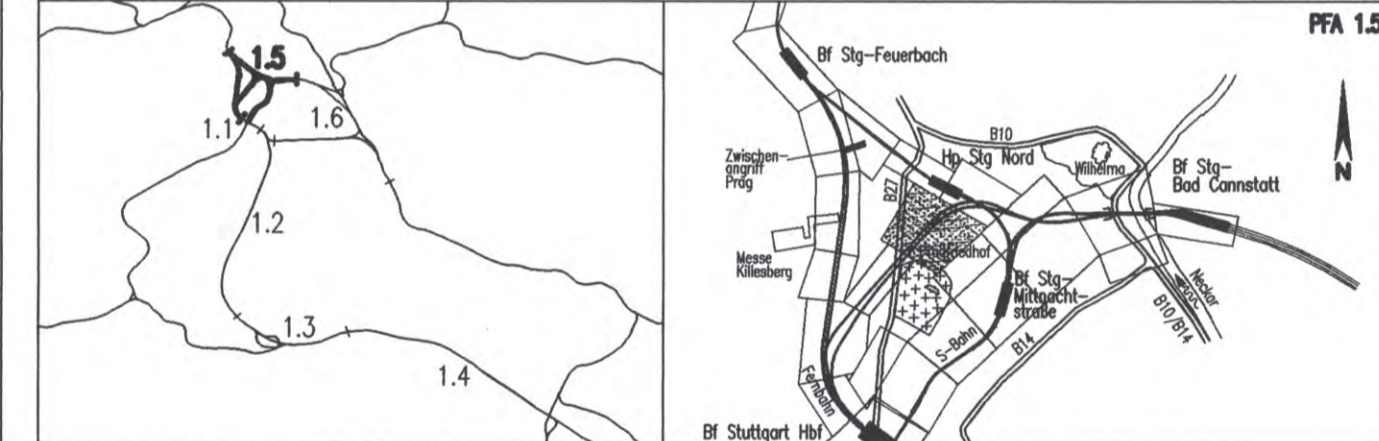 1.5
1.1
1.6
1.2
1.3
1.4
PFA 1.5
Bf Stg-Feuerbach
B10
Zwischen-
angriff
Prag
Hp Stg Nord
Wilhelma
Bf Stg-
Bad Cannstatt
N
B27
Messe
Killesberg
Bf Stg-
Mittnacht-
straße
Neckar
B10/B14
S-Bahn
B14
Fernbahn
Bf Stuttgart Hbf